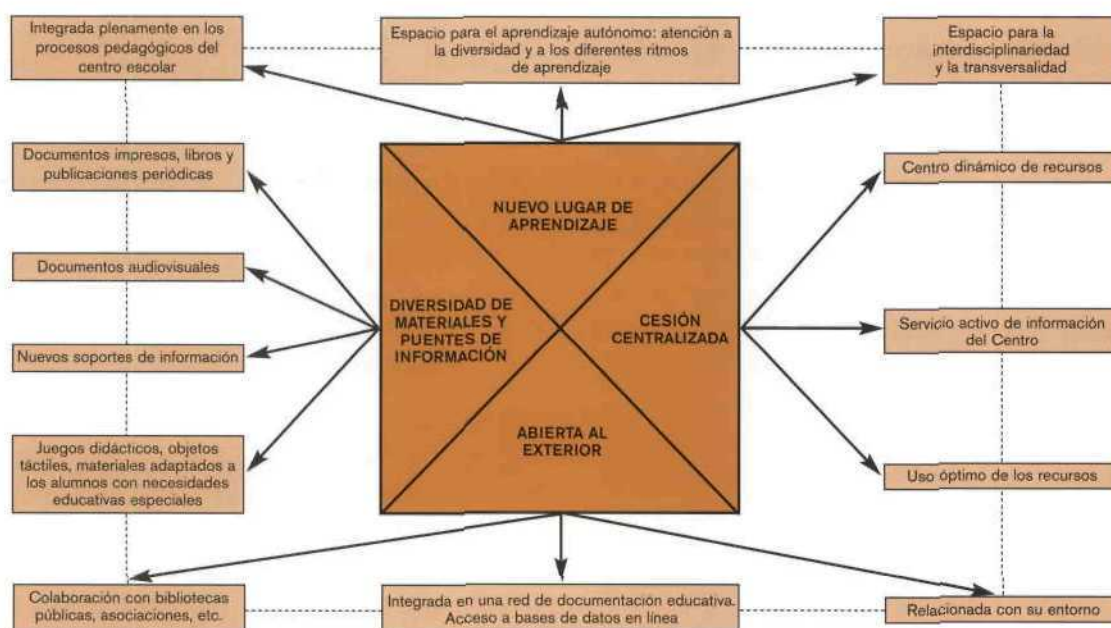 Integrada plenamente en los
procesos pedagógicos del
centro escolar
Espacio para el aprendizaje autónomo: atención a
la diversidad y a los diferentes ritmos
de aprendizaje
Espacio para la
interdisciplinariedad
y la transversalidad
Documentos impresos, libros y
publicaciones periódicas
Documentos audiovisuales
Nuevos soportes de información
Juegos didácticos, objetos
táctiles, materiales adaptados a
los alumnos con necesidades
educativas especiales
NUEVO LUGAR DE
APRENDIZAJE
DIVERSIDAD DE
MATERIALES Y
PUENTES DE
INFORMACIÓN
CESIÓN
CENTRALIZADA
ABIERTA AL
EXTERIOR
Centro dinámico de recursos
Servicio activo de información
del Centro
Uso óptimo de los recursos
Colaboración con bibliotecas
públicas, asociaciones, etc.
Integrada en una red de documentación educativa.
Acceso a bases de datos en línea
Relacionada con su entorno